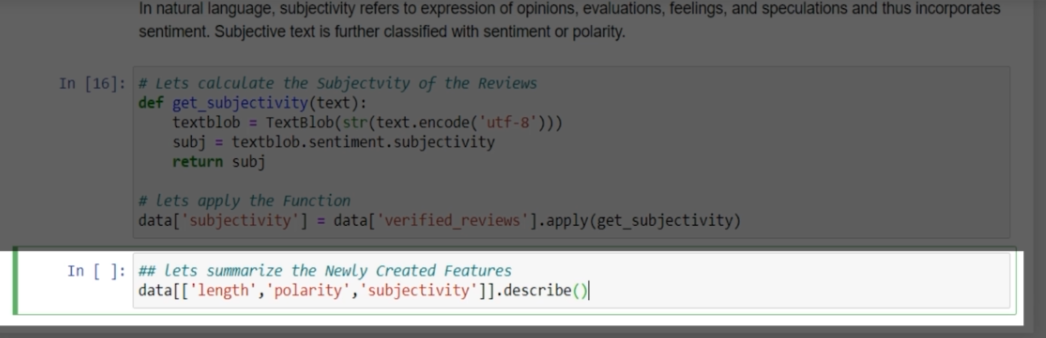 In natural language, subjectivity refers to expression of opinions, evaluations, feelings, and speculations and thus incorporates
sentiment. Subjective text is further classified with sentiment or polarity.
In [16]: # Lets calculate the Subjectvity of the Reviews
def get_subjectivity(text):
    textblob = TextBlob(str(text.encode('utf-8')))
    subj = textblob.sentiment.subjectivity
    return subj
# lets apply the Function
data['subjectivity'] = data['verified_reviews'].apply(get_subjectivity)
In [ ]: ## lets summarize the Newly Created Features
data[['length','polarity','subjectivity']].describe()